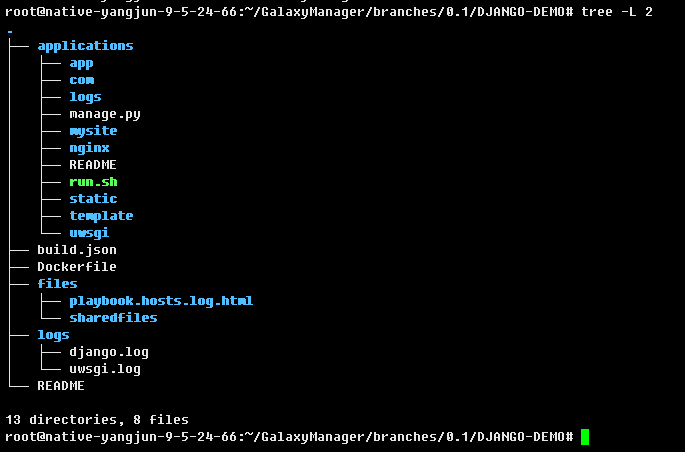 root@native-yangjun-9-5-24-66:~/GalaxyManager/branches/0.1/DJANGO-DEMO# tree -L 2
.
├── applications
│   ├── app
│   ├── com
│   ├── logs
│   ├── manage.py
│   ├── mysite
│   ├── nginx
│   ├── README
│   ├── run.sh
│   ├── static
│   ├── template
│   └── uwsgi
├── build.json
├── Dockerfile
├── files
│   ├── playbook.hosts.log.html
│   └── sharedfiles
├── logs
│   ├── django.log
│   └── uwsgi.log
└── README
13 directories, 8 files
root@native-yangjun-9-5-24-66:~/GalaxyManager/branches/0.1/DJANGO-DEMO#